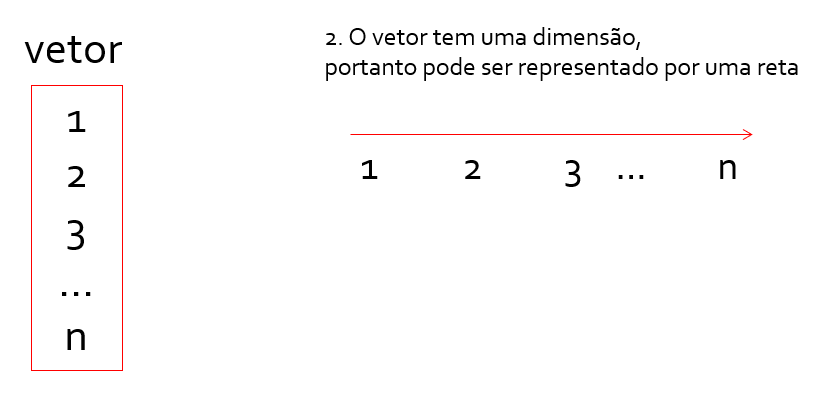 vetor
1
2
3
...
n
2. O vetor tem uma dimensão,
portanto pode ser representado por uma reta
1 2 3 ... n